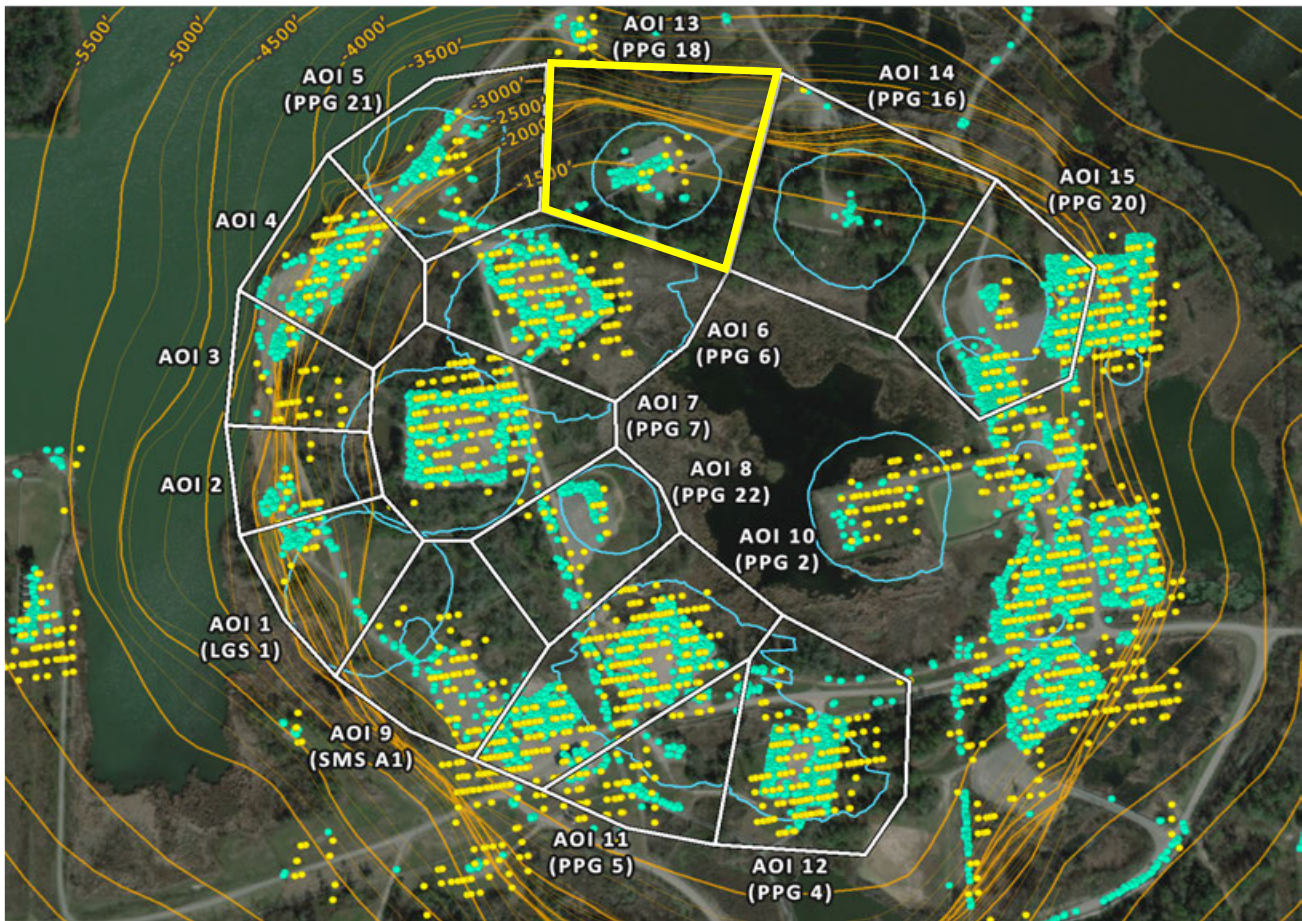 -5500'
-5000'
-4500'
-4000'
-3500'
-3000'
-2500'
-2000'
-1500'
AOI 13
(PPG 18)
AOI 5
(PPG 21)
AOI 14
(PPG 16)
AOI 15
(PPG 20)
AOI 4
AOI 6
(PPG 6)
AOI 3
AOI 7
(PPG 7)
AOI 2
AOI 8
(PPG 22)
AOI 10
(PPG 2)
AOI 1
(LGS 1)
AOI 9
(SMS A1)
AOI 11
(PPG 5)
AOI 12
(PPG 4)